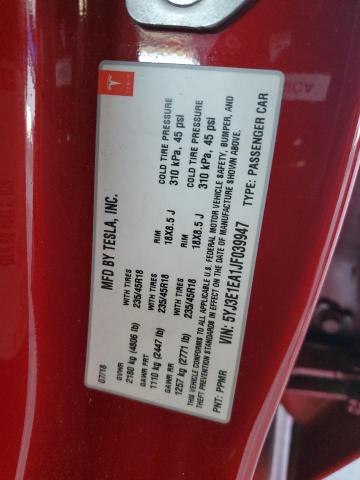 MFD BY TESLA, INC.
07/18
GVWR
2180 kg (4806 lb)
WITH TIRES
235/45R18
RIM
18X8.5 J
COLD TIRE PRESSURE
310 kPa, 45 psi
GAWR FRT
1110 kg (2447 lb)
WITH TIRES
235/45R18
RIM
18X8.5 J
COLD TIRE PRESSURE
310 kPa, 45 psi
GAWR RR
1257 kg (2771 lb)
WITH TIRES
235/45R18
THIS VEHICLE CONFORMS TO ALL APPLICABLE U.S. FEDERAL MOTOR VEHICLE SAFETY, BUMPER, AND
THEFT PREVENTION STANDARDS IN EFFECT ON THE DATE OF MANUFACTURE SHOWN ABOVE.
PNT: PPMR
VIN: 5YJ3E1EA1JF039947
TYPE: PASSENGER CAR